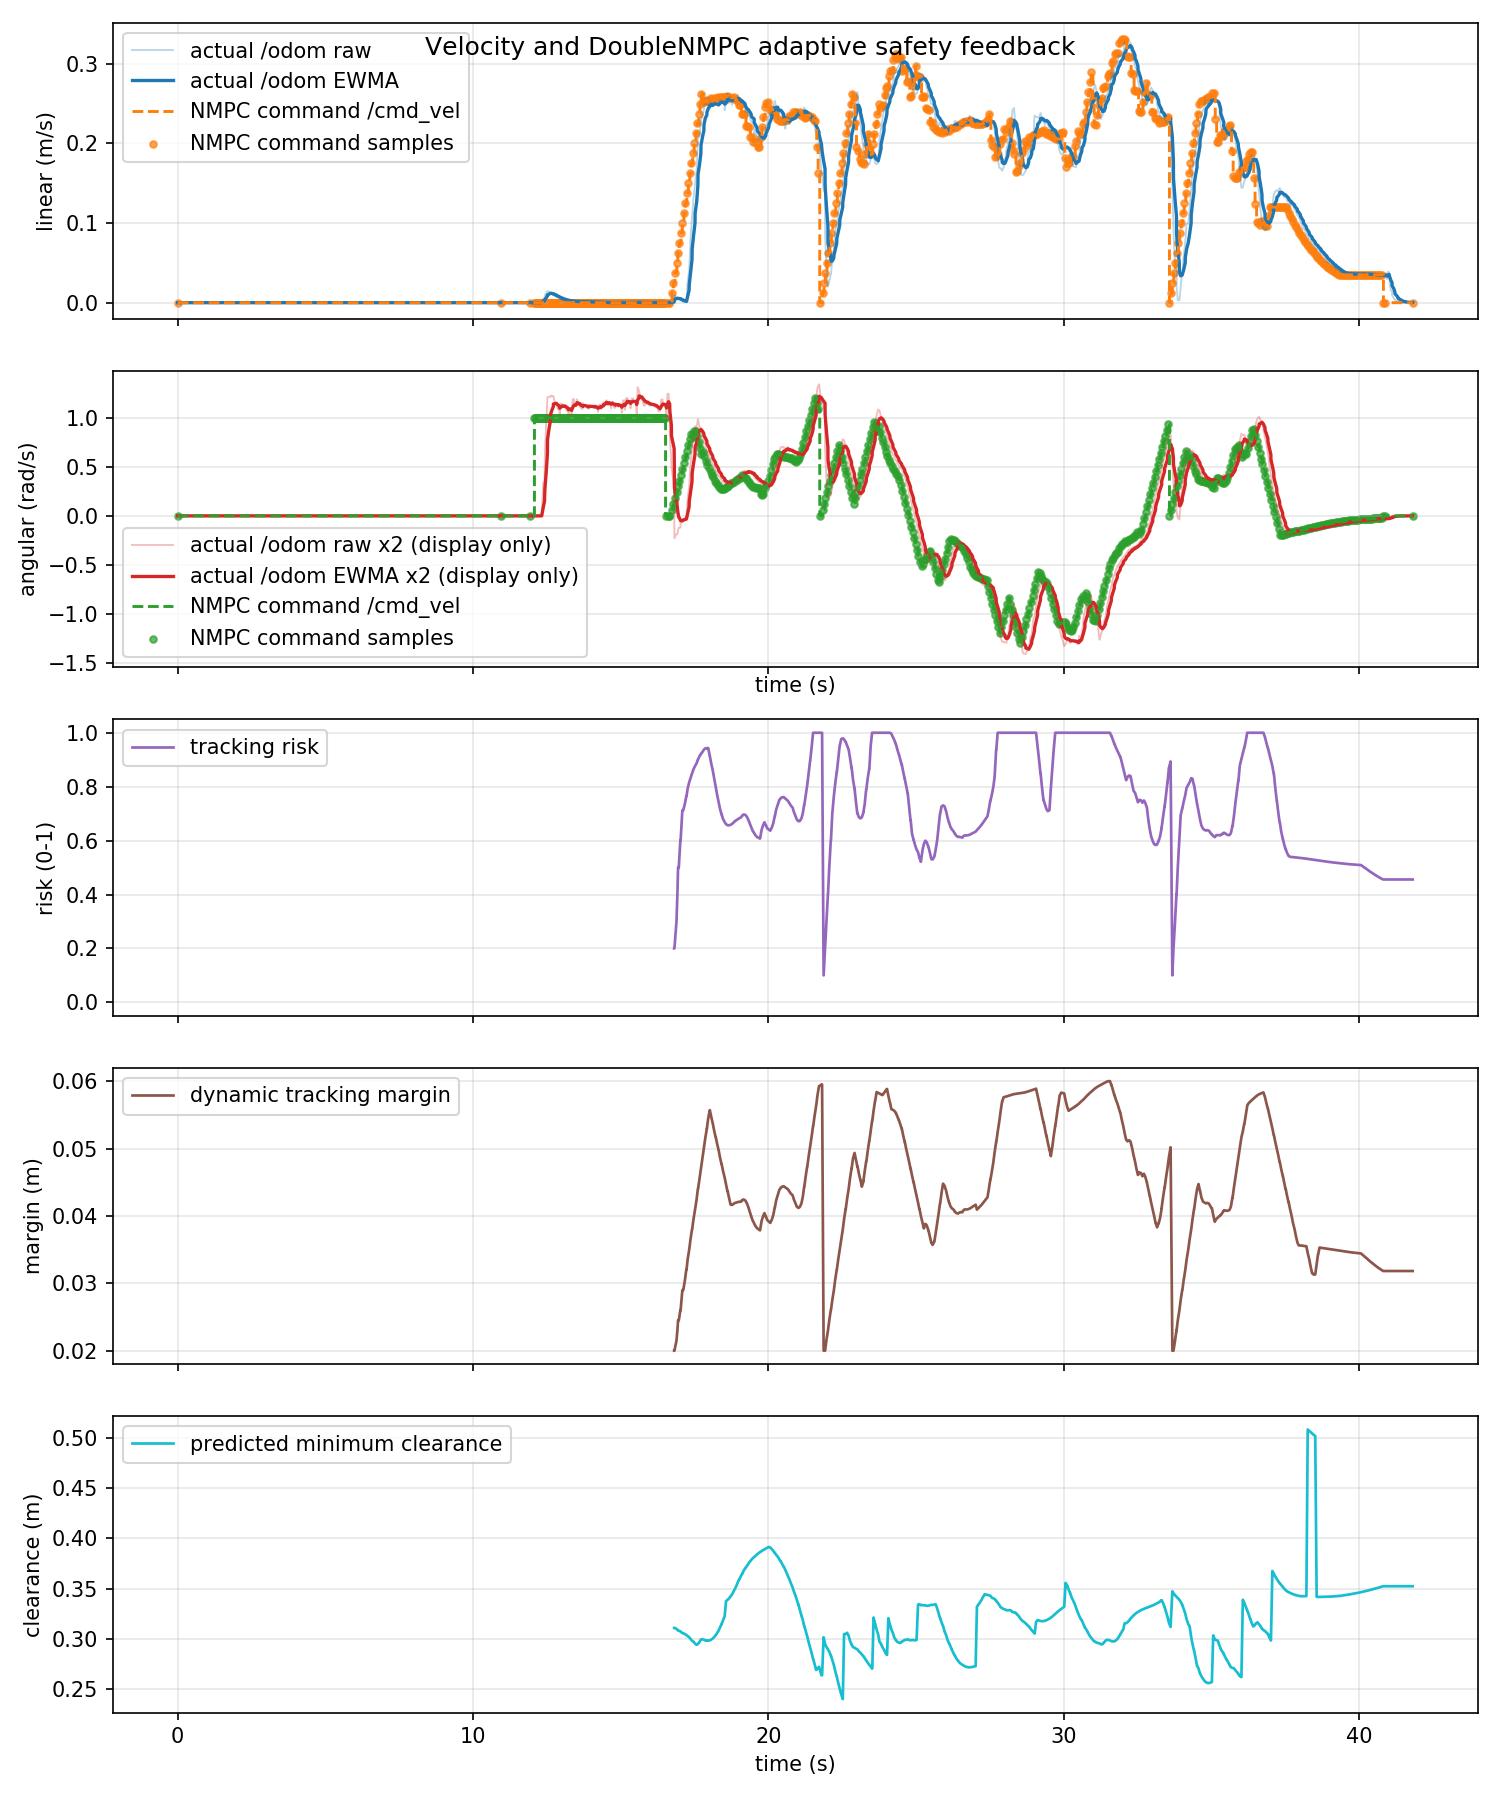 Velocity and DoubleNMPC adaptive safety feedback
actual /odom raw
actual /odom EWMA
NMPC command /cmd_vel
NMPC command samples
linear (m/s)
0.3
0.2
0.1
0.0
angular (rad/s)
1.0
0.5
0.0
−0.5
−1.0
−1.5
actual /odom raw x2 (display only)
actual /odom EWMA x2 (display only)
NMPC command /cmd_vel
NMPC command samples
time (s)
tracking risk
risk (0-1)
1.0
0.8
0.6
0.4
0.2
0.0
dynamic tracking margin
margin (m)
0.06
0.05
0.04
0.03
0.02
predicted minimum clearance
clearance (m)
0.50
0.45
0.40
0.35
0.30
0.25
0 10 20 30 40
time (s)